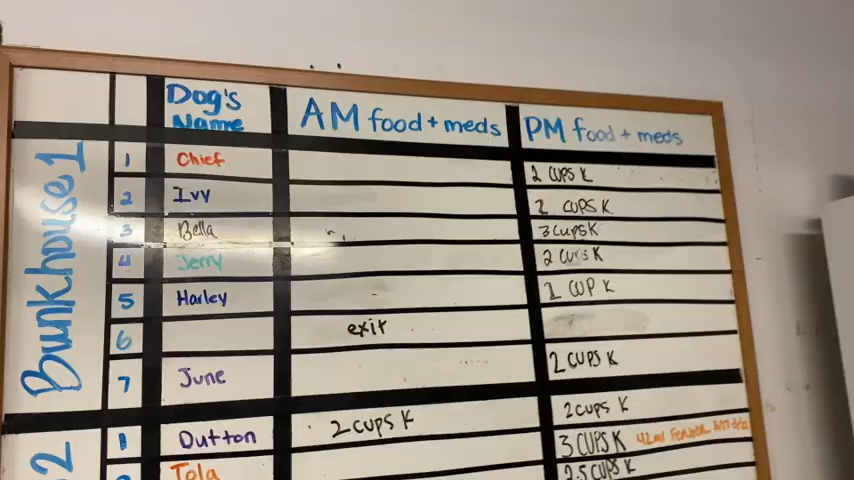 Dog's Name AM food + meds PM food + meds
Bunkhouse 1
1 Chief 2 CUPS K
2 Ivy CUPS K
3 Bella 3 CUPS K
4 Jerry 2 CUPS K
5 Harley 1 CUP K
6 exit
7 June 2 CUPS K
2
1 Dutton 2 CUPS K 2 CUPS K
3 CUPS K
Tola 2.5 CUPS K